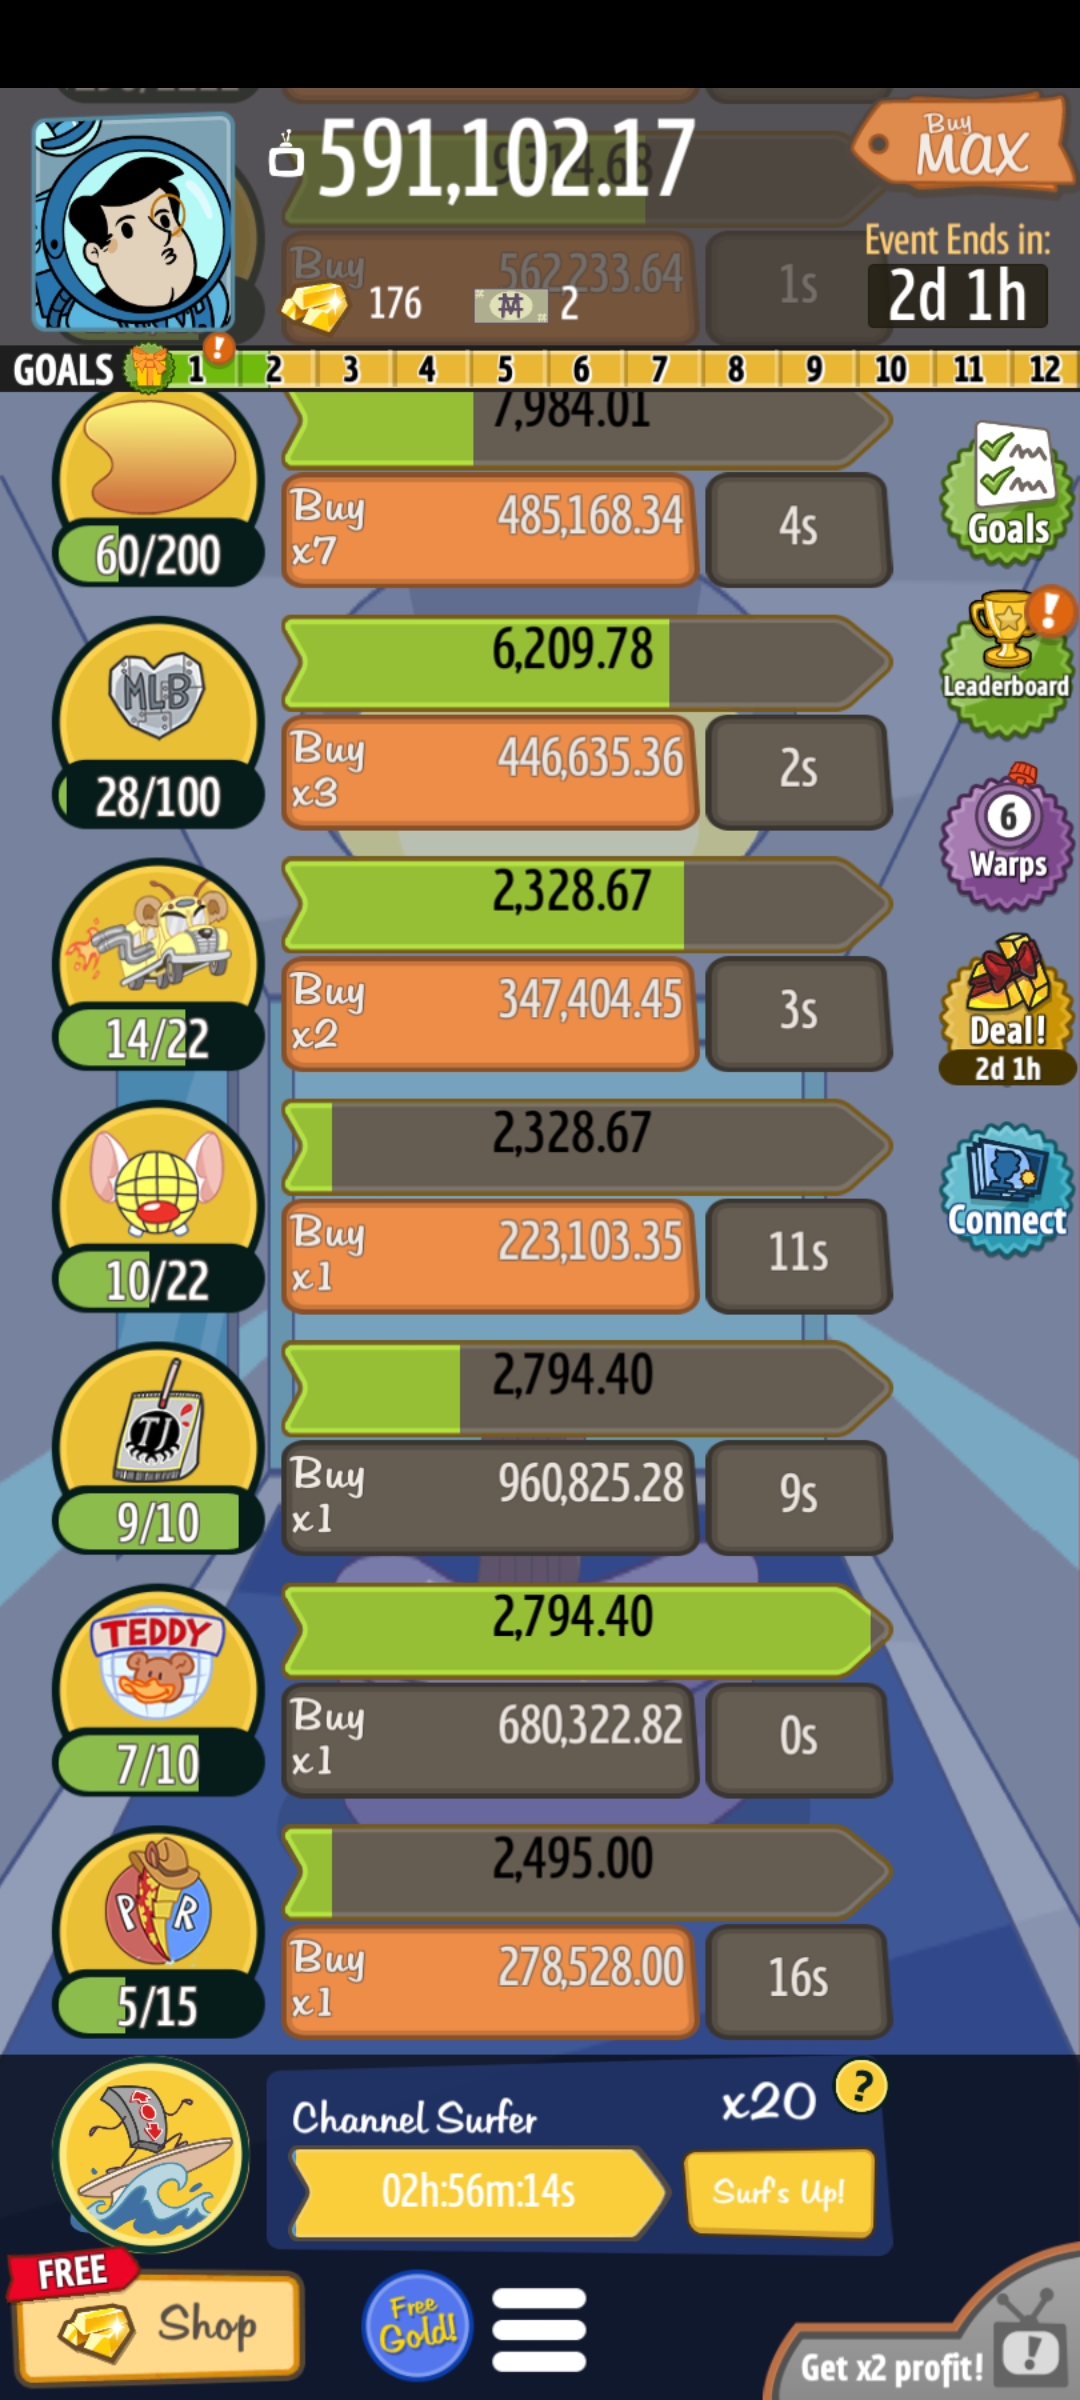 591,102.17
Buy
MAX
9,314.63
Event Ends in:
2d 1h
Buy
562,233.64
1s
176
2
GOALS 1 ! 2 3 4 5 6 7 8 9 10 11 12
7,984.01
Buy
x7
485,168.34
4s
60/200
Goals
MLB
6,209.78
Buy
x3
446,635.36
2s
28/100
!
Leaderboard
2,328.67
Buy
x2
347,404.45
3s
14/22
6
Warps
Deal!
2d 1h
2,328.67
Buy
x1
223,103.35
11s
10/22
Connect
TJ
2,794.40
Buy
x1
960,825.28
9s
9/10
TEDDY
2,794.40
Buy
x1
680,322.82
0s
7/10
P R
2,495.00
Buy
x1
278,528.00
16s
5/15
Channel Surfer
x20
?
02h:56m:14s
Surf's Up!
FREE
Shop
Free
Gold!
Get x2 profit!
!